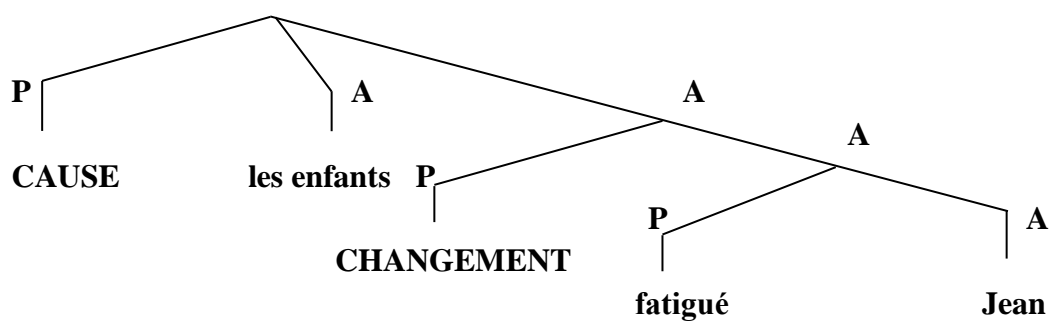 P A A
A
CAUSE les enfants P
P A
CHANGEMENT
fatigué Jean